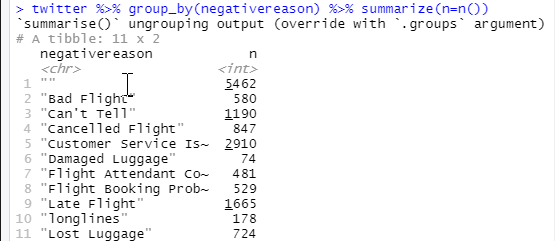 > twitter %>% group_by(negativereason) %>% summarize(n=n())
`summarise()` ungrouping output (override with `.groups` argument)
# A tibble: 11 x 2
negativereason n
<chr> <int>
1 "" 5462
2 "Bad Flight" 580
3 "Can't Tell" 1190
4 "Cancelled Flight" 847
5 "Customer Service Is~ 2910
6 "Damaged Luggage" 74
7 "Flight Attendant Co~ 481
8 "Flight Booking Prob~ 529
9 "Late Flight" 1665
10 "longlines" 178
11 "Lost Luggage" 724